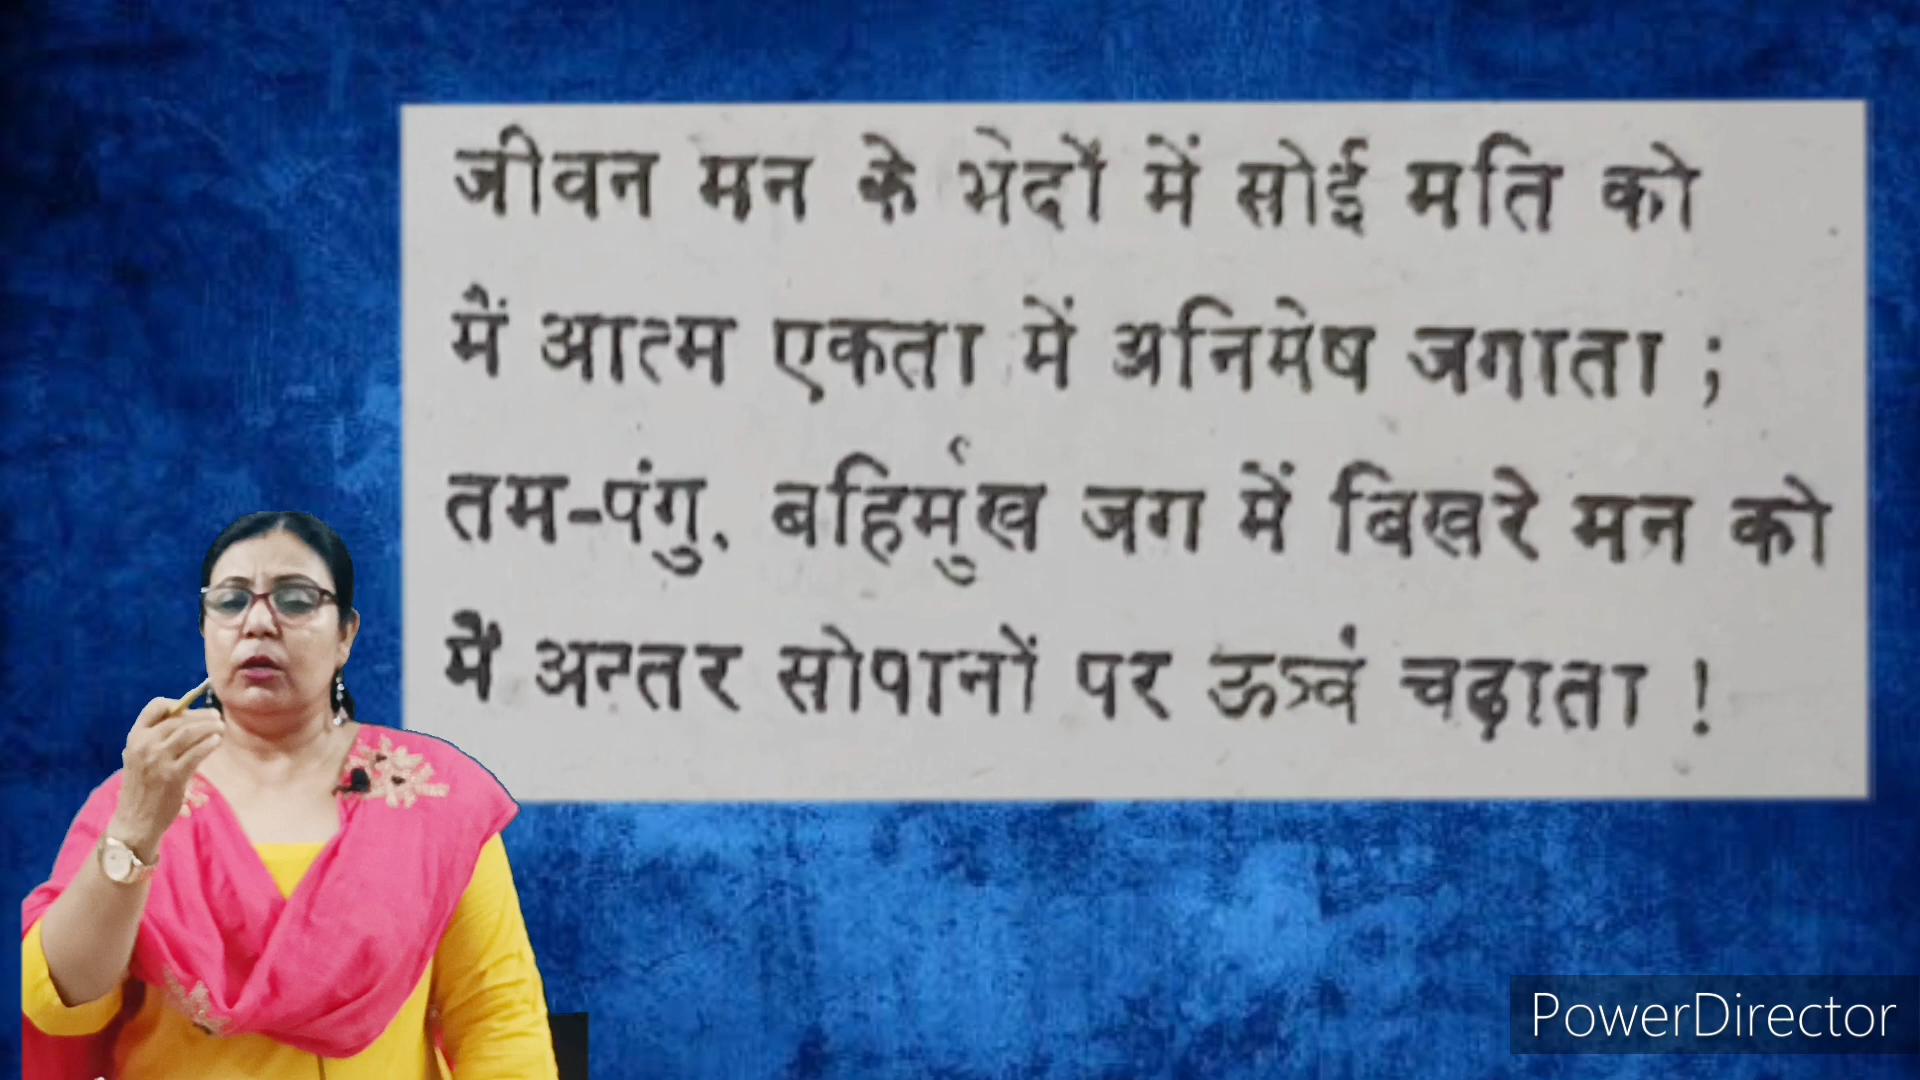 जीवन मन के भेदों में सोई मति को
मैं आत्म एकता में अनिमेष जगाता ;
तम-पंगु, बहिर्मुख जग में बिखरे मन को
मैं अन्तर सोपानों पर ऊर्ध्व चढ़ाता !
PowerDirector